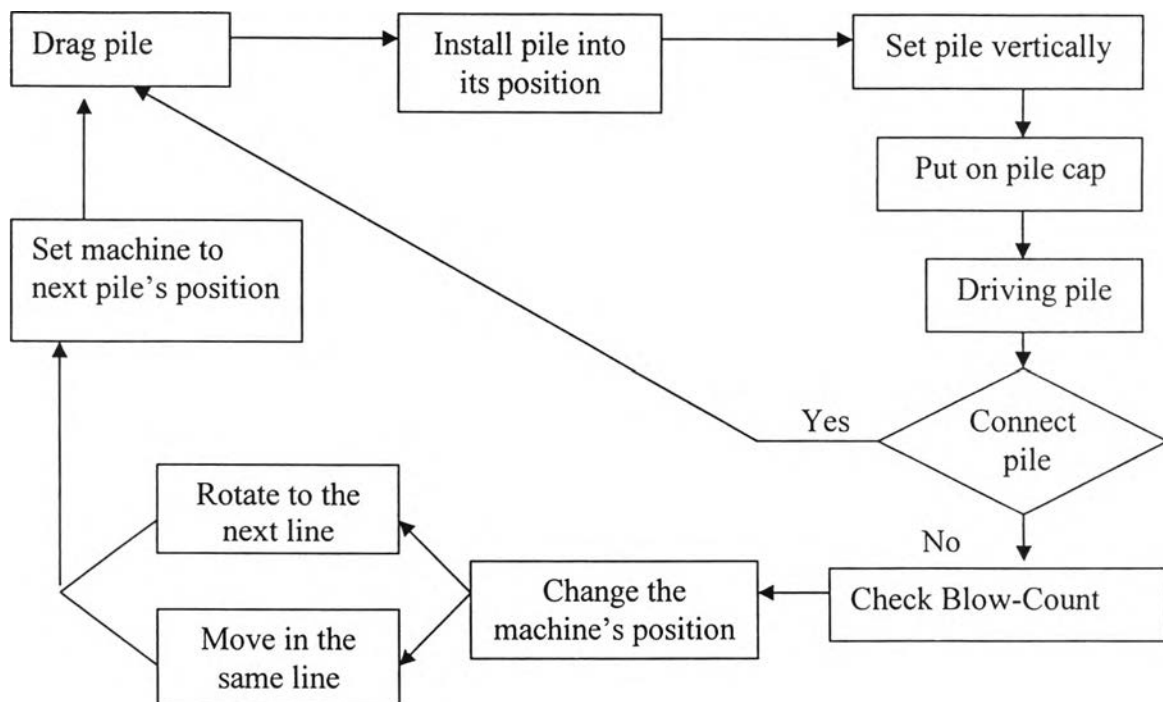 Drag pile
Install pile into
its position
Set pile vertically
Put on pile cap
Set machine to
next pile’s position
Driving pile
Yes
Connect
pile
Rotate to the
next line
No
Change the
machine’s position
Check Blow-Count
Move in the
same line